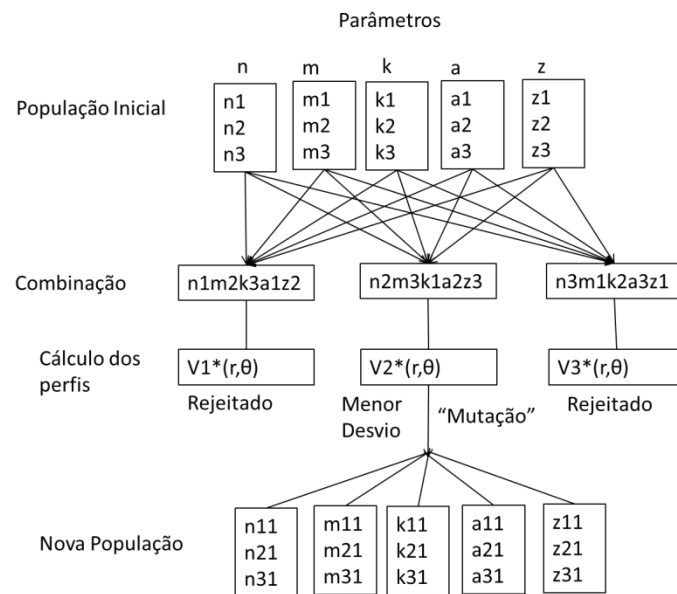 Parâmetros
n m k a z
População Inicial
n1 m1 k1 a1 z1
n2 m2 k2 a2 z2
n3 m3 k3 a3 z3
Combinação
n1m2k3a1z2 n2m3k1a2z3 n3m1k2a3z1
Cálculo dos
perfis
V1*(r,θ) V2*(r,θ) V3*(r,θ)
Rejeitado
Menor
Desvio
“Mutação”
Rejeitado
Nova População
n11 m11 k11 a11 z11
n21 m21 k21 a21 z21
n31 m31 k31 a31 z31